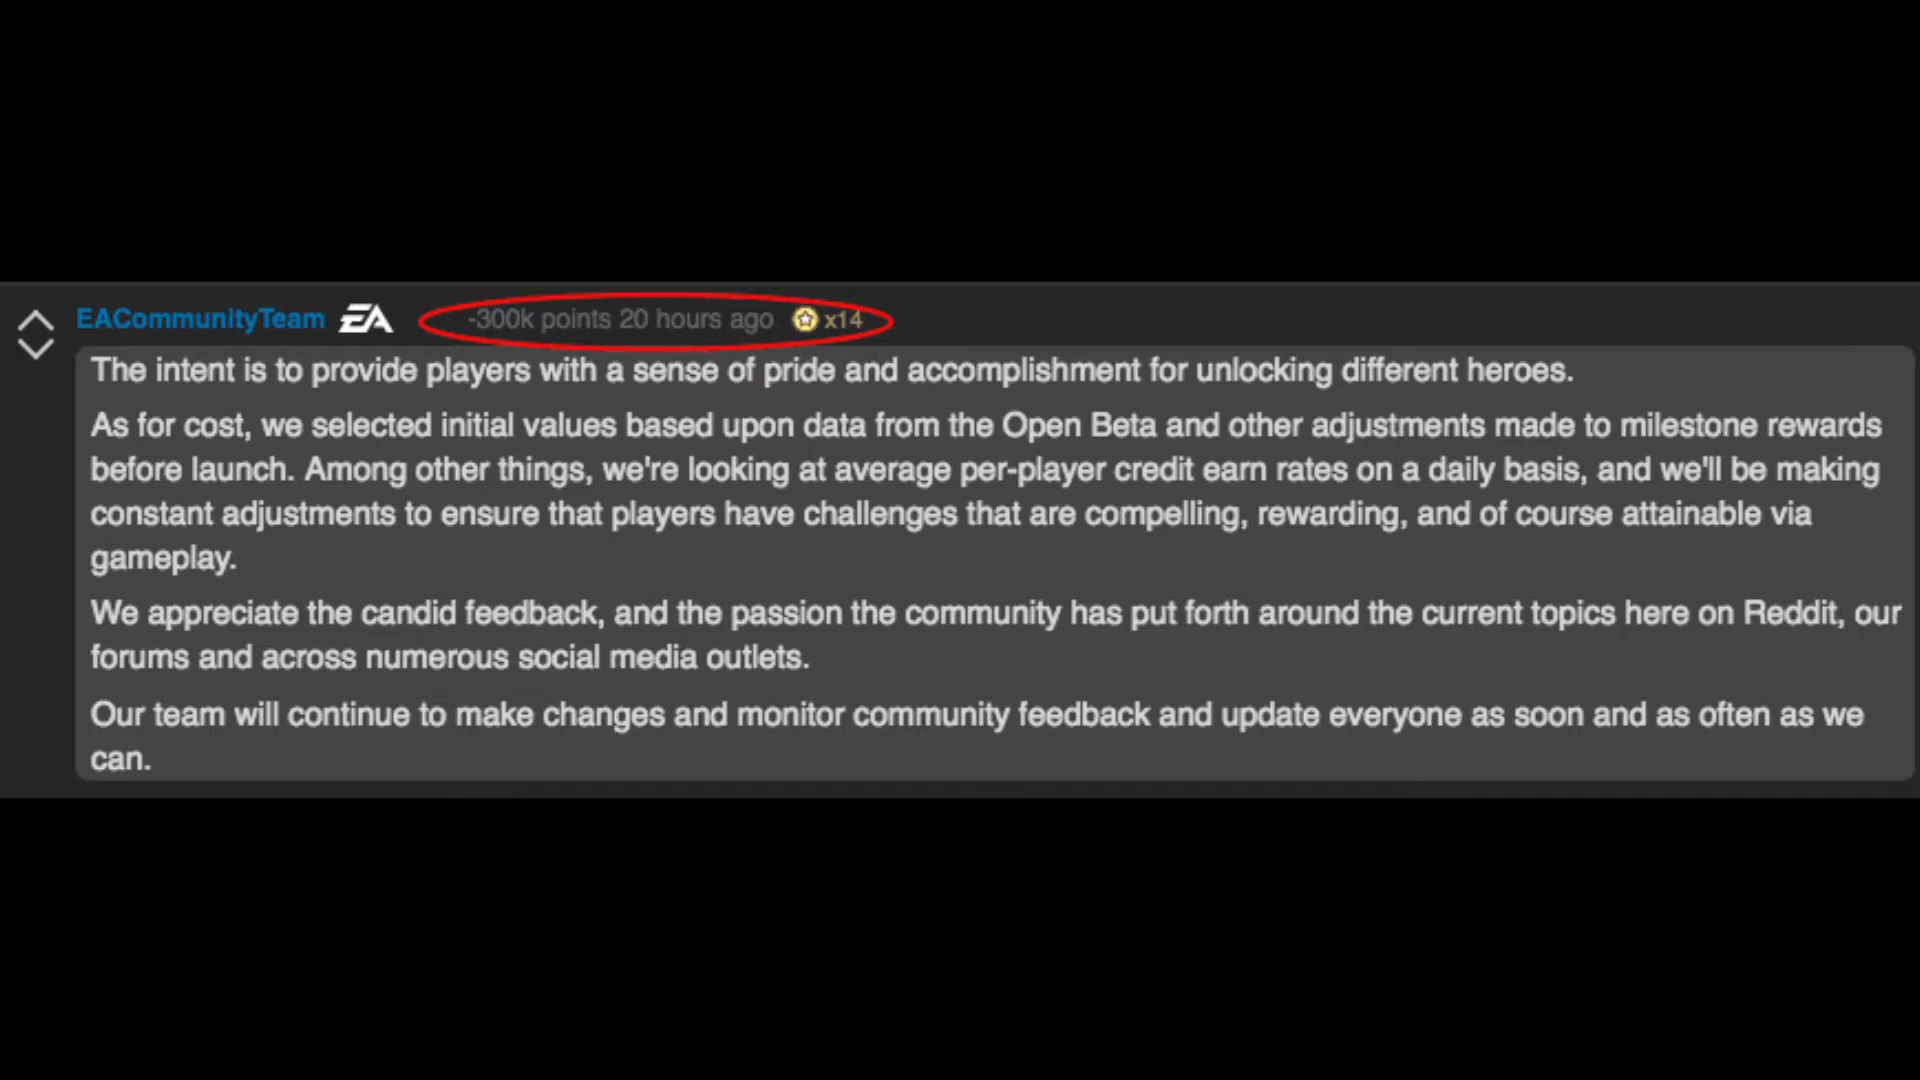 EACommunityTeam EA -300k points 20 hours ago x14
The intent is to provide players with a sense of pride and accomplishment for unlocking different heroes.
As for cost, we selected initial values based upon data from the Open Beta and other adjustments made to milestone rewards
before launch. Among other things, we're looking at average per-player credit earn rates on a daily basis, and we'll be making
constant adjustments to ensure that players have challenges that are compelling, rewarding, and of course attainable via
gameplay.
We appreciate the candid feedback, and the passion the community has put forth around the current topics here on Reddit, our
forums and across numerous social media outlets.
Our team will continue to make changes and monitor community feedback and update everyone as soon and as often as we
can.